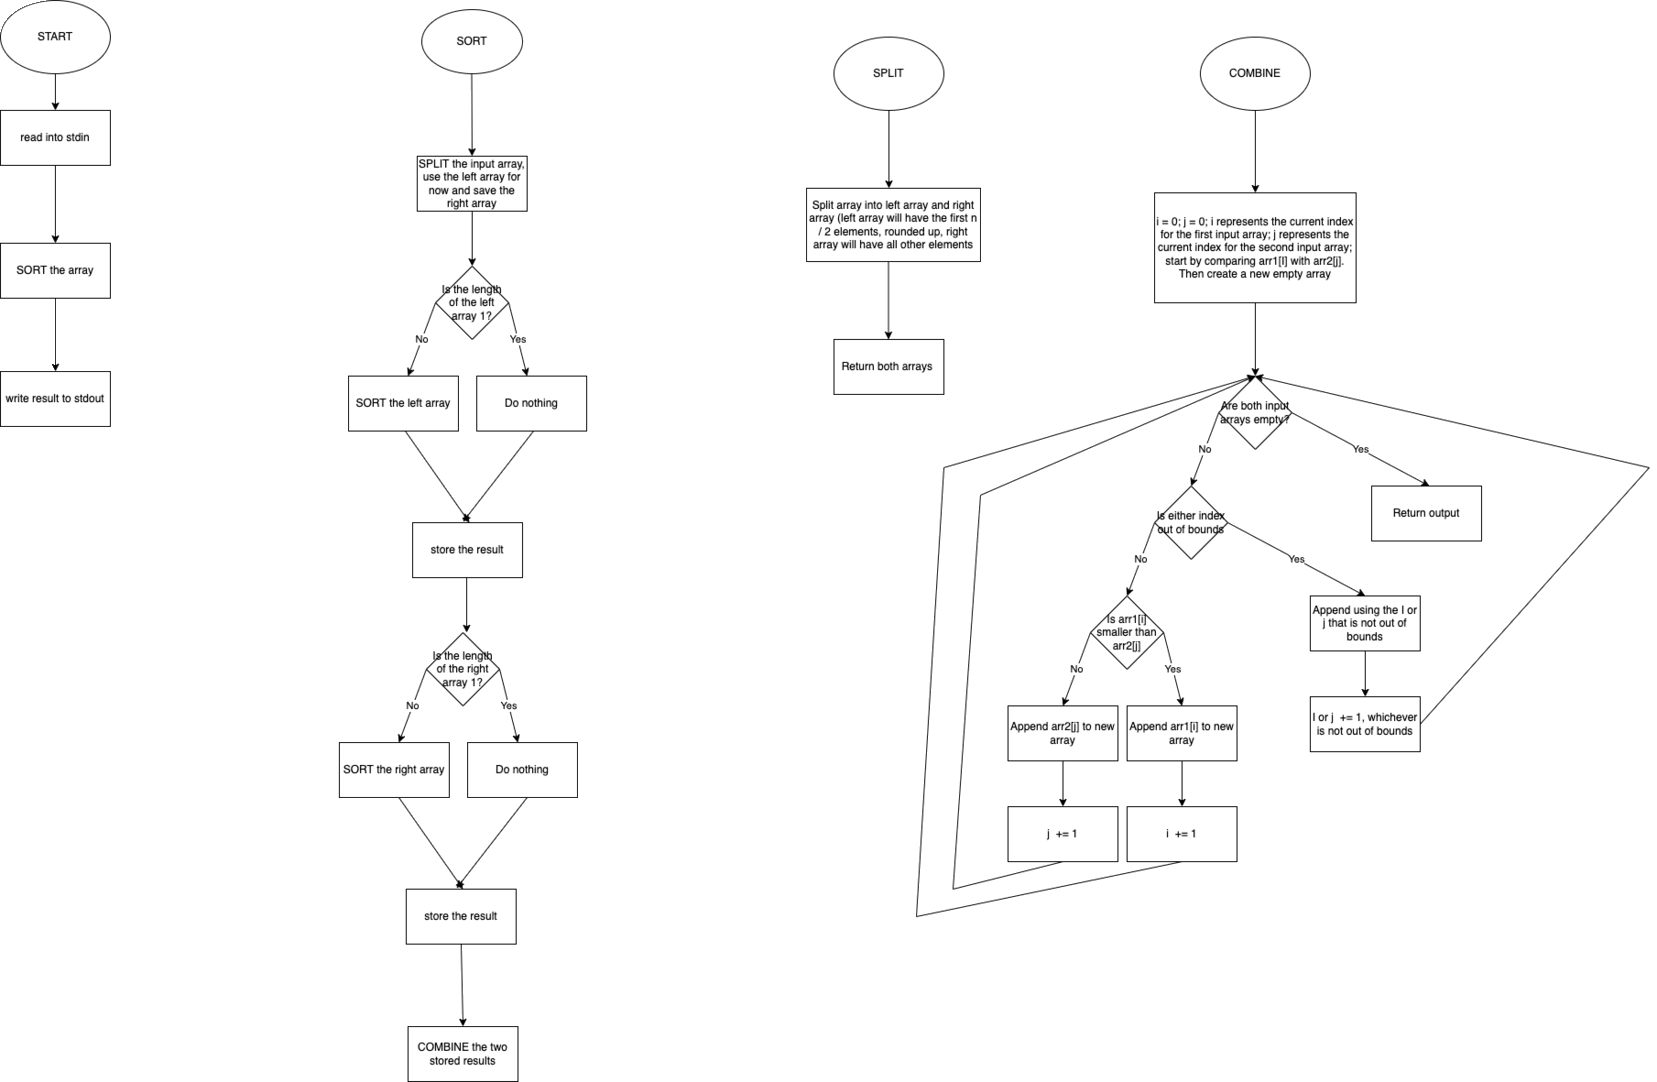 START
read into stdin
SORT the array
write result to stdout
SORT
SPLIT the input array,
use the left array for
now and save the
right array
Is the length
of the left
array 1?
No
Yes
SORT the left array
Do nothing
store the result
Is the length
of the right
array 1?
No
Yes
SORT the right array
Do nothing
store the result
COMBINE the two
stored results
SPLIT
Split array into left array and right
array (left array will have the first n
/ 2 elements, rounded up, right
array will have all other elements
Return both arrays
COMBINE
i = 0; j = 0; i represents the current index
for the first input array; j represents the
current index for the second input array;
start by comparing arr1[I] with arr2[j].
Then create a new empty array
Are both input
arrays empty?
No
Yes
Return output
Is either index
out of bounds
No
Yes
Is arr1[i]
smaller than
arr2[j]
No
Yes
Append arr2[j] to new
array
Append arr1[i] to new
array
j += 1
i += 1
Append using the I or
j that is not out of
bounds
I or j += 1, whichever
is not out of bounds